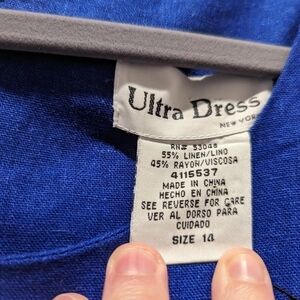 Ultra Dress
NEW YORK
RN# 53048
55% LINEN/LINO
45% RAYON/VISCOSA
4115537
MADE IN CHINA
HECHO EN CHINA
SEE REVERSE FOR CARE
VER AL DORSO PARA
CUIDADO
SIZE 14